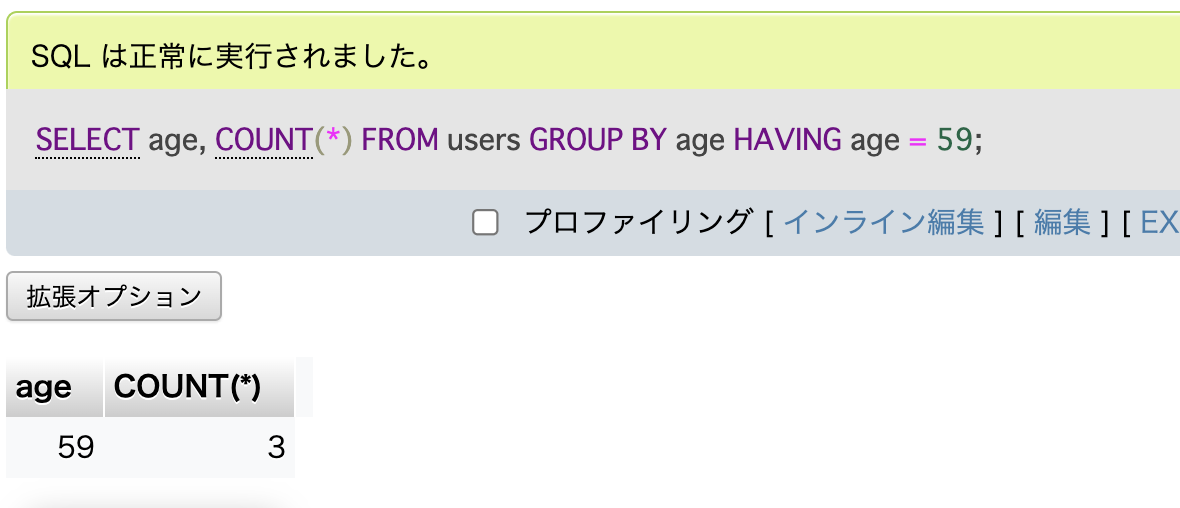 SQL は正常に実行されました。
SELECT age, COUNT(*) FROM users GROUP BY age HAVING age = 59;
プロファイリング [ インライン編集 ] [ 編集 ] [ EX
拡張オプション
age COUNT(*)
59 3